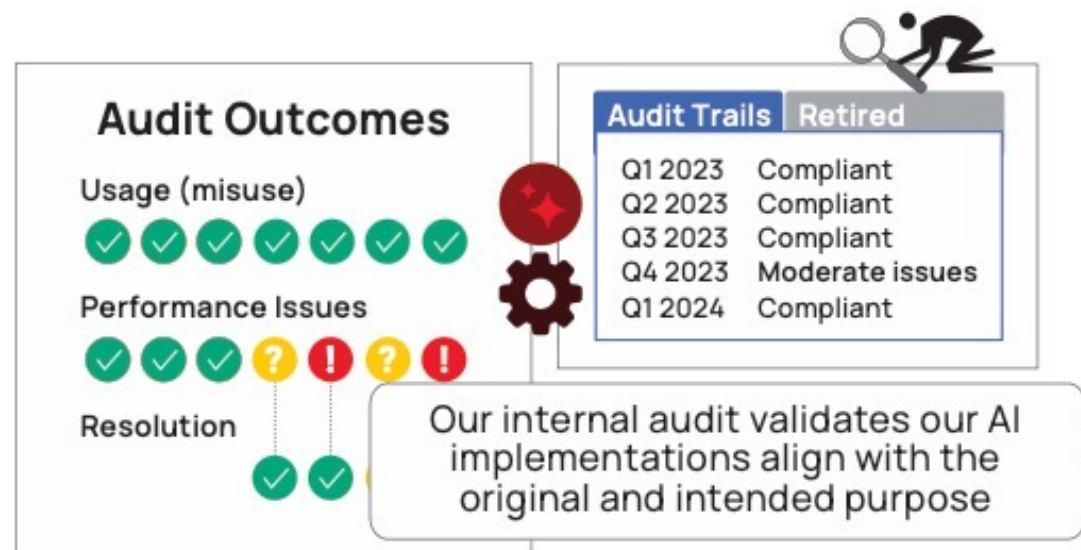 Audit Outcomes
Usage (misuse)
Performance Issues
? ! ? !
Resolution
Audit Trails Retired
Q1 2023 Compliant
Q2 2023 Compliant
Q3 2023 Compliant
Q4 2023 Moderate issues
Q1 2024 Compliant
Our internal audit validates our AI
implementations align with the
original and intended purpose